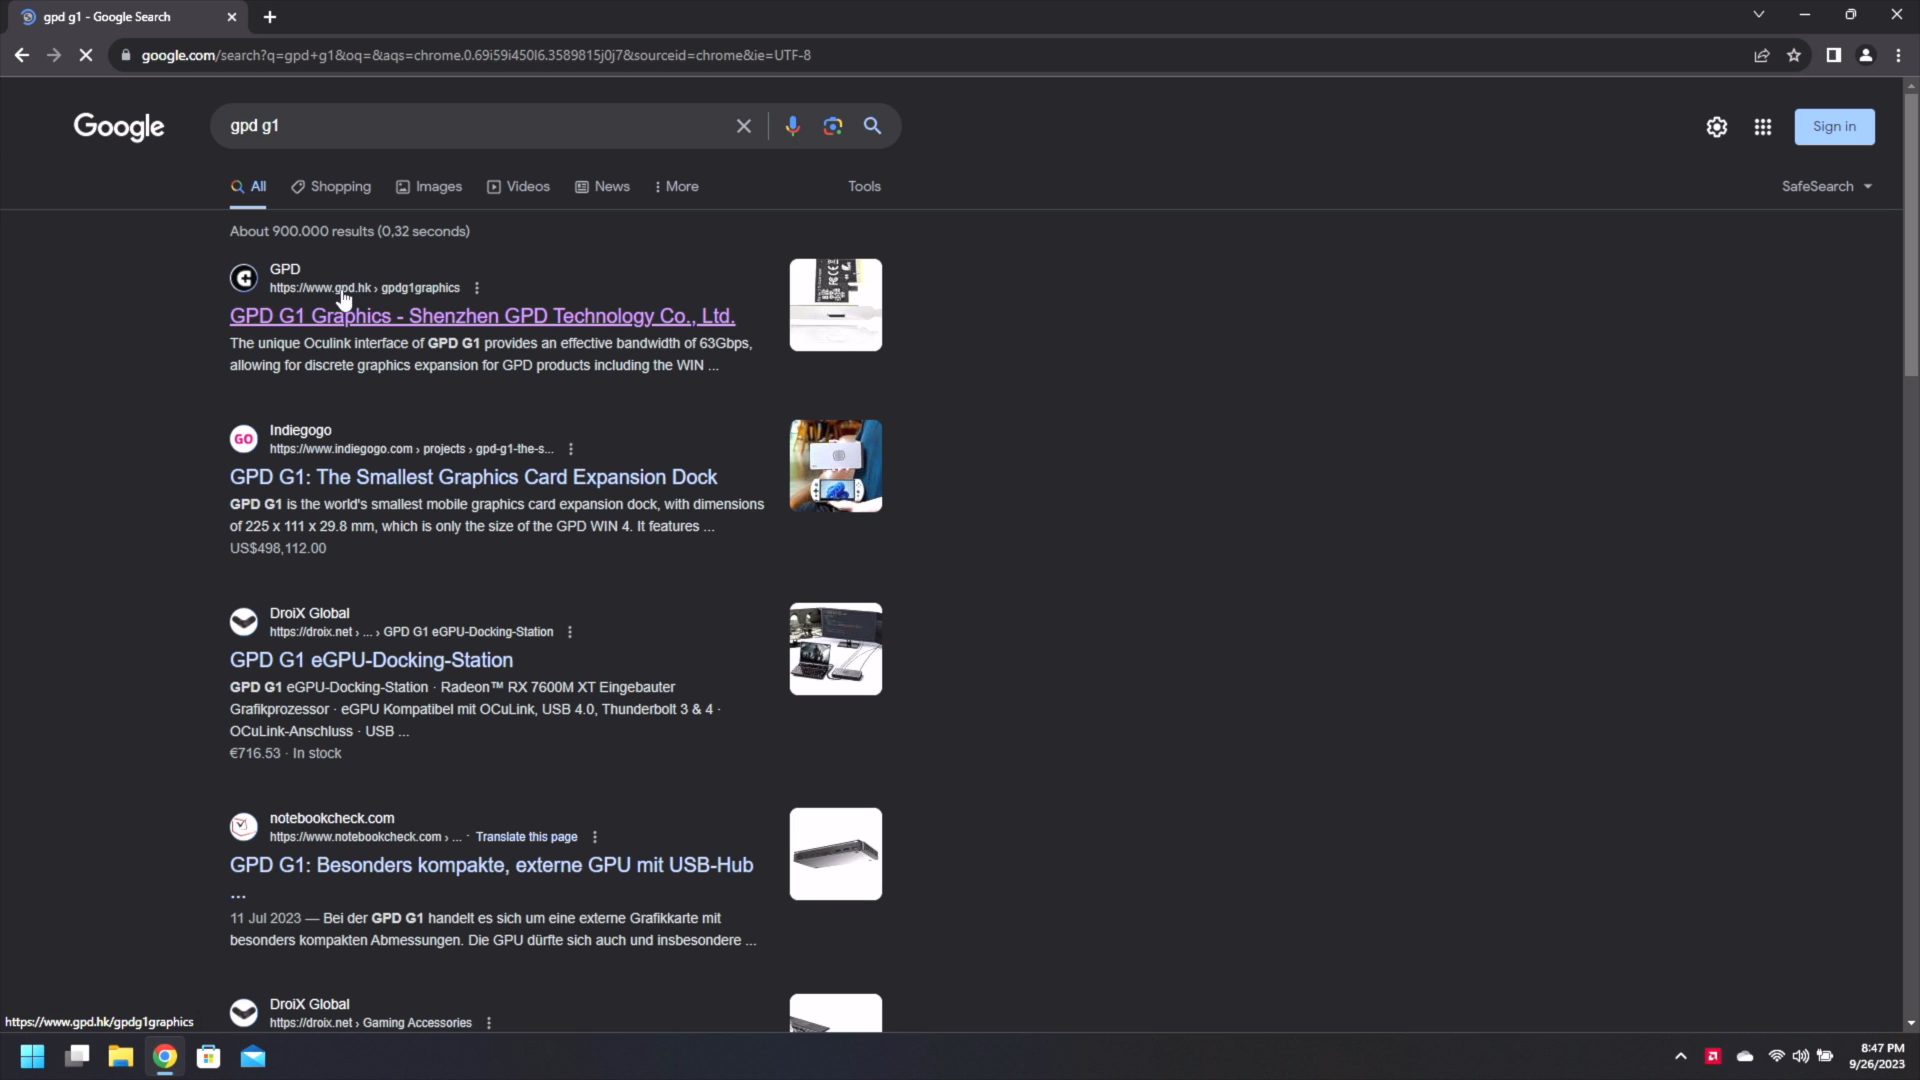 gpd g1 - Google Search
google.com/search?q=gpd+g1&oq=&aqs=chrome.0.69i59i450l6.3589815j0j7&sourceid=chrome&ie=UTF-8
Google
gpd g1
Sign in
All
Shopping
Images
Videos
News
More
Tools
SafeSearch
About 900.000 results (0,32 seconds)
GPD
https://www.gpd.hk › gpdg1graphics
GPD G1 Graphics - Shenzhen GPD Technology Co., Ltd.
The unique Oculink interface of GPD G1 provides an effective bandwidth of 63Gbps,
allowing for discrete graphics expansion for GPD products including the WIN ...
GO
Indiegogo
https://www.indiegogo.com › projects › gpd-g1-the-s...
GPD G1: The Smallest Graphics Card Expansion Dock
GPD G1 is the world's smallest mobile graphics card expansion dock, with dimensions
of 225 x 111 x 29.8 mm, which is only the size of the GPD WIN 4. It features ...
US$498,112.00
DroiX Global
https://droix.net › ... › GPD G1 eGPU-Docking-Station
GPD G1 eGPU-Docking-Station
GPD G1 eGPU-Docking-Station · Radeon™ RX 7600M XT Eingebauter
Grafikprozessor · eGPU Kompatibel mit OCuLink, USB 4.0, Thunderbolt 3 & 4 ·
OCuLink-Anschluss · USB ...
€716.53 · In stock
notebookcheck.com
https://www.notebookcheck.com › ... · Translate this page
GPD G1: Besonders kompakte, externe GPU mit USB-Hub
...
11 Jul 2023 — Bei der GPD G1 handelt es sich um eine externe Grafikkarte mit
besonders kompakten Abmessungen. Die GPU dürfte sich auch und insbesondere ...
DroiX Global
https://droix.net › Gaming Accessories
https://www.gpd.hk/gpdg1graphics
8:47 PM
9/26/2023